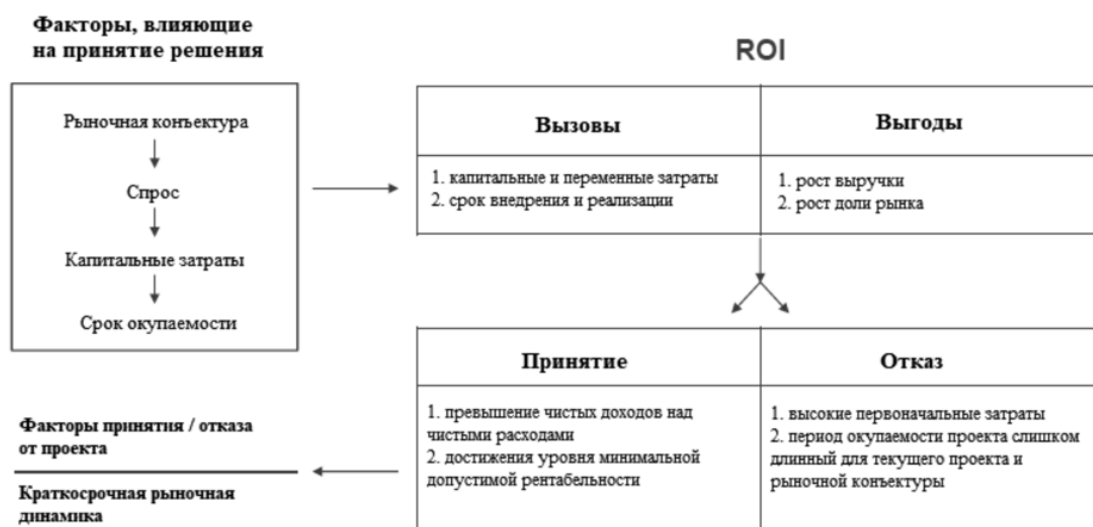 Факторы, влияющие
на принятие решения
Рыночная конъектура
Спрос
Капитальные затраты
Срок окупаемости
ROI
Вызовы
Выгоды
1. капитальные и переменные затраты
2. срок внедрения и реализации
1. рост выручки
2. рост доли рынка
Принятие
Отказ
1. превышение чистых доходов над
чистыми расходами
2. достижения уровня минимальной
допустимой рентабельности
1. высокие первоначальные затраты
2. период окупаемости проекта слишком
длинный для текущего проекта и
рыночной конъектуры
Факторы принятия / отказа
от проекта
Краткосрочная рыночная
динамика